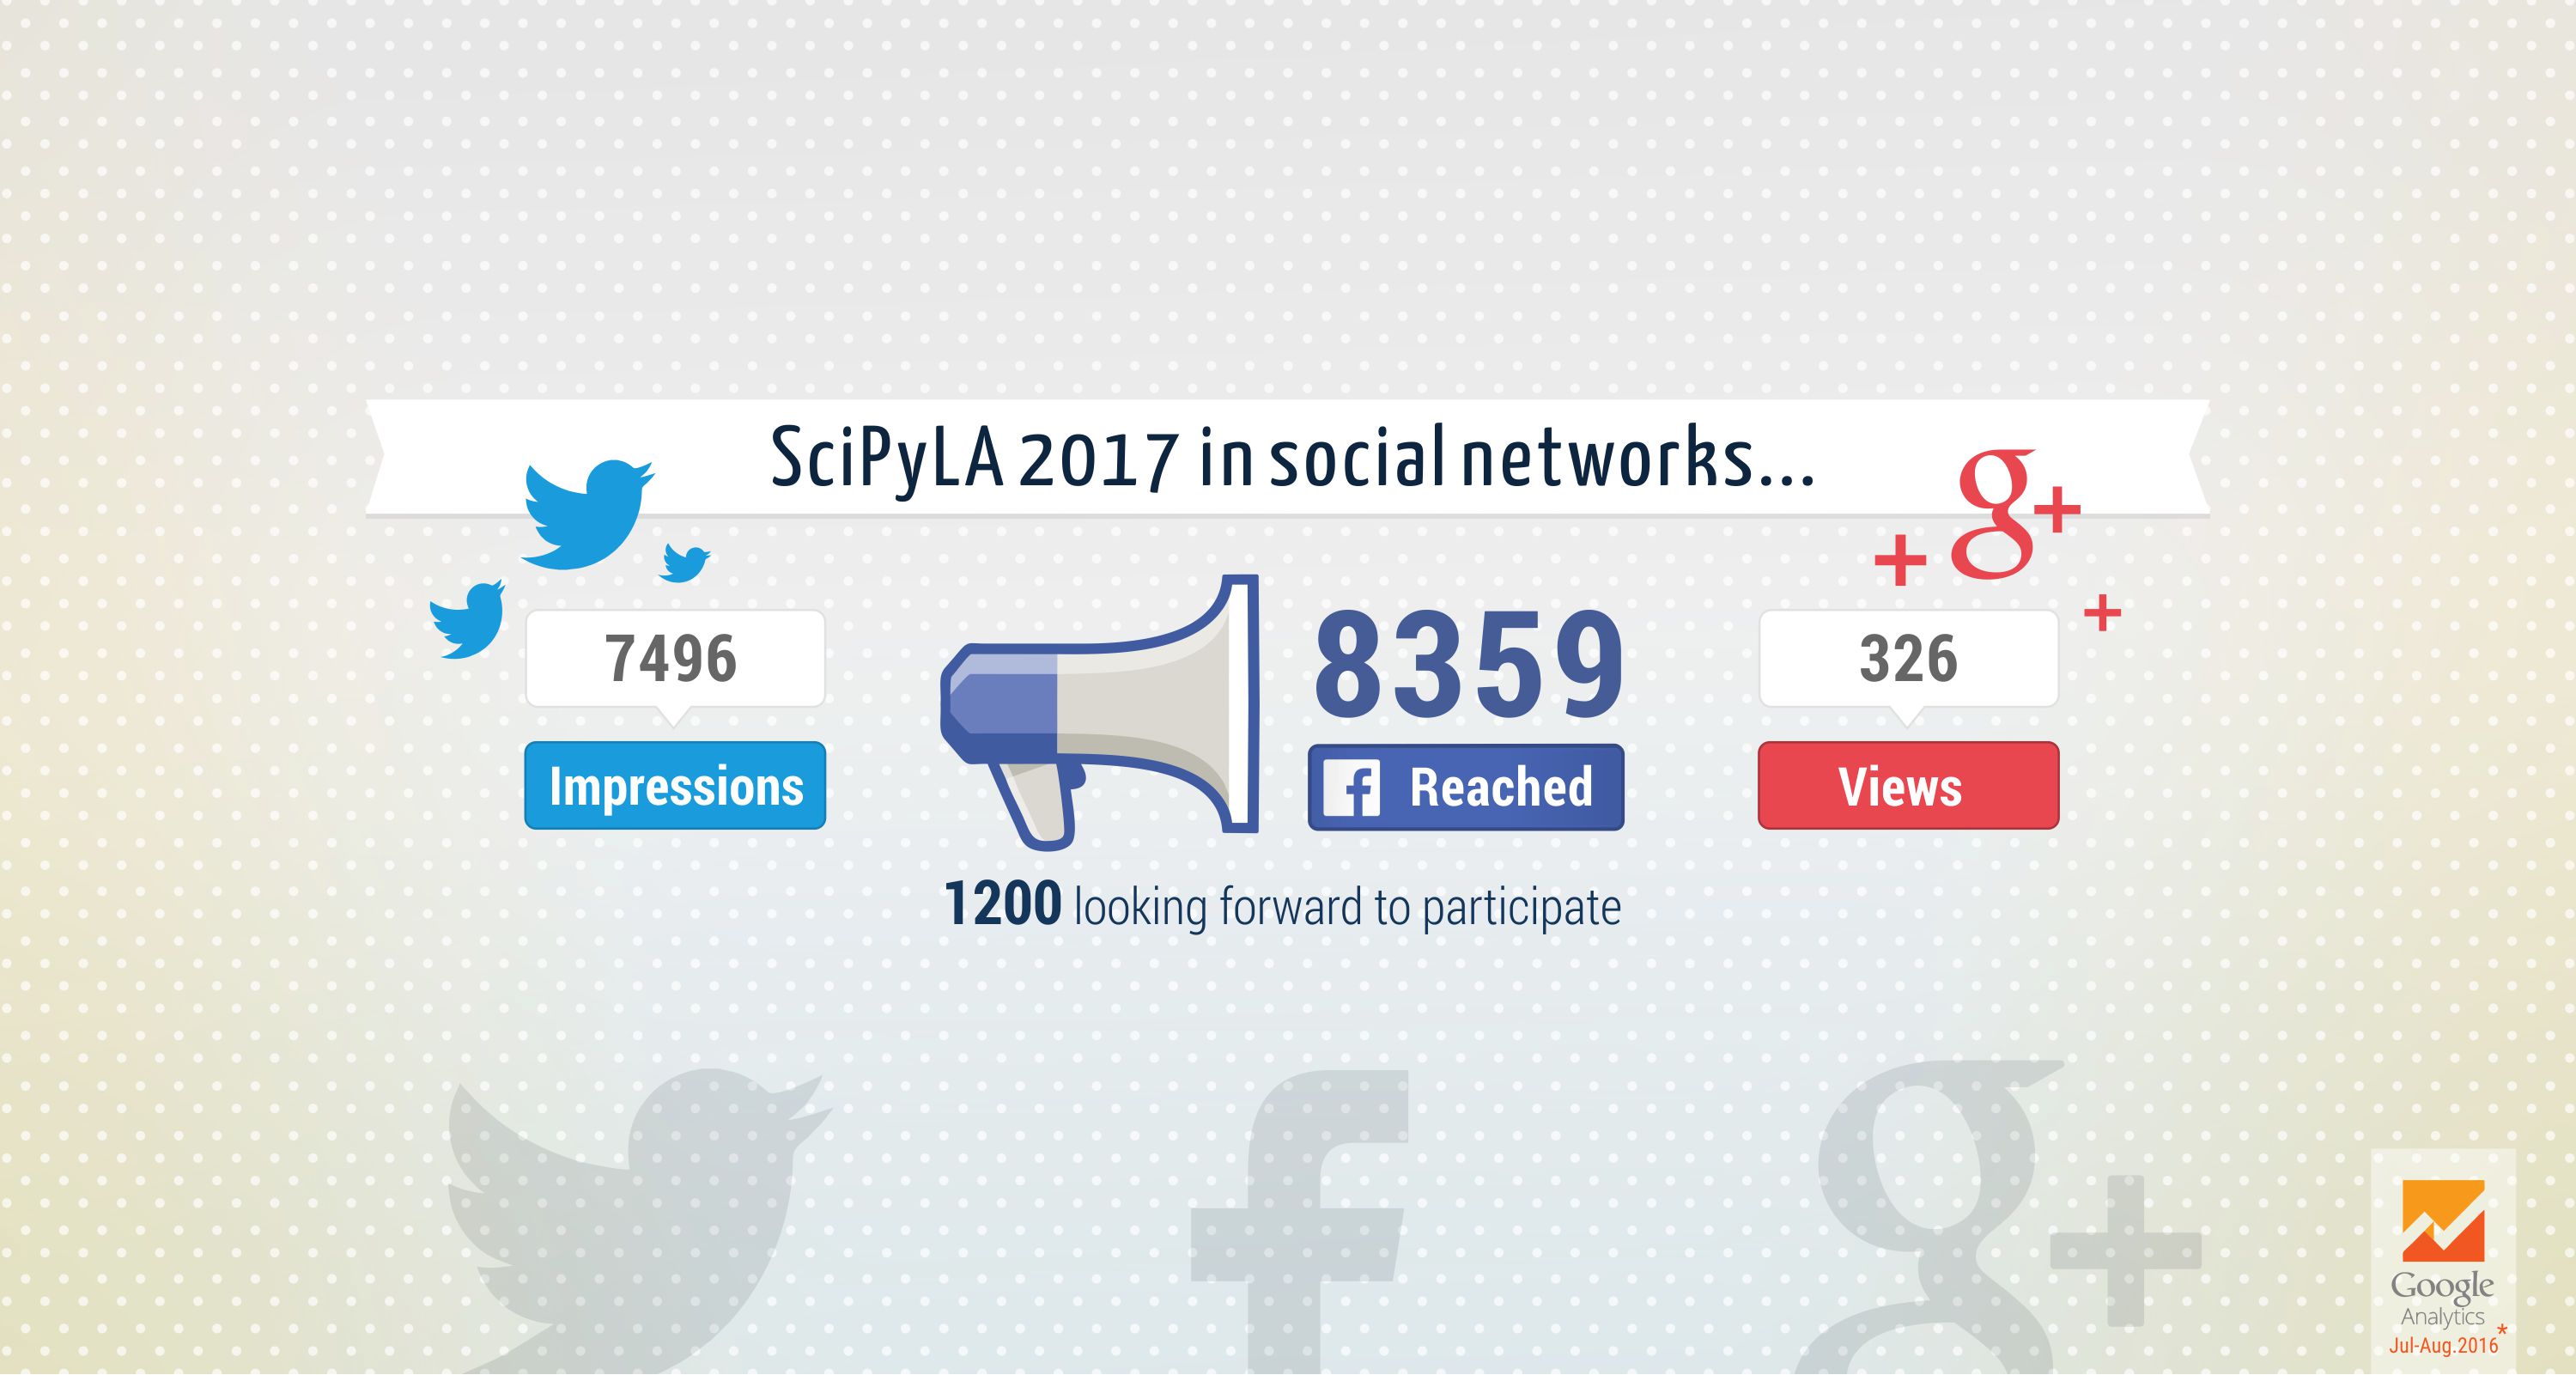 SciPyLA 2017 in social networks...
g+
7496
Impressions
8359
f Reached
326
Views
1200 looking forward to participate
f
g+
Google
Analytics
Jul-Aug.2016*